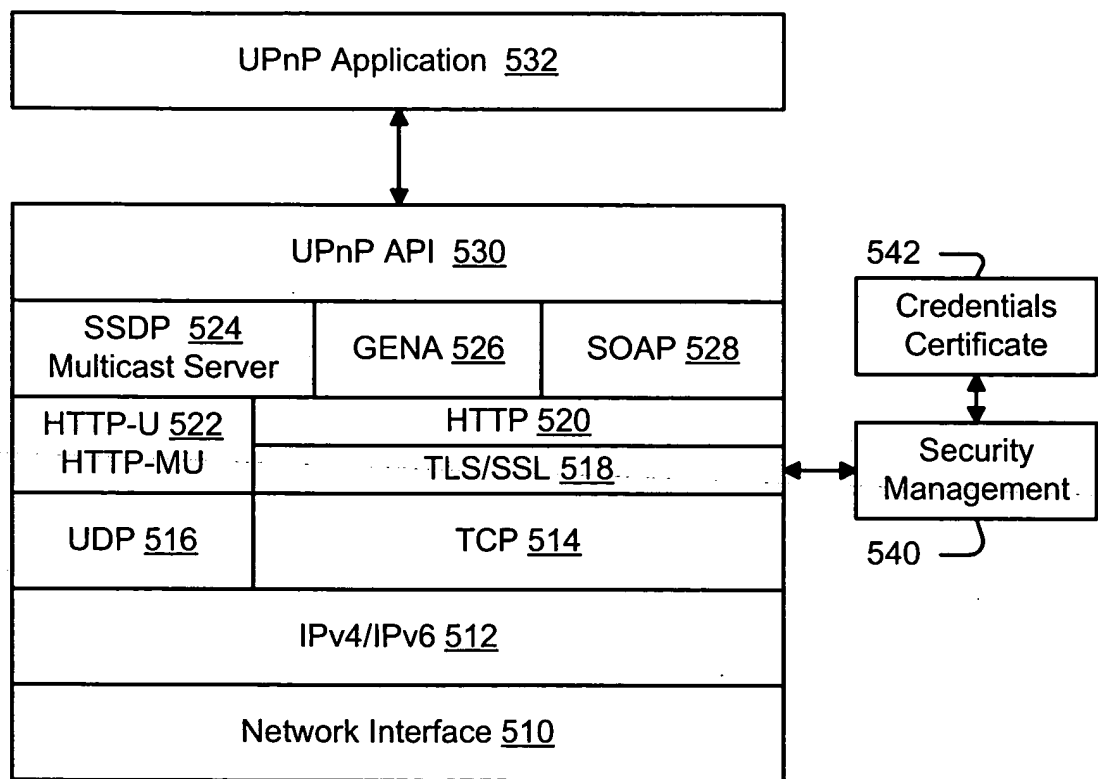 UPnP Application 532
UPnP API 530
542
SSDP 524
Multicast Server
GENA 526
SOAP 528
Credentials
Certificate
HTTP-U 522
HTTP-MU
HTTP 520
TLS/SSL 518
Security
Management
UDP 516
TCP 514
540
IPv4/IPv6 512
Network Interface 510